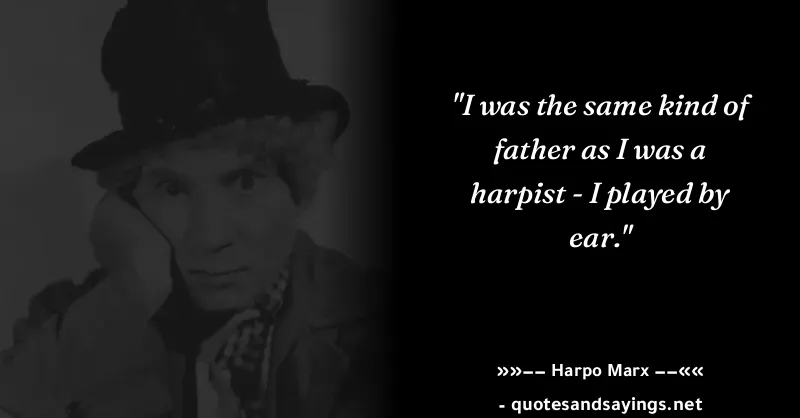 "I was the same kind of
father as I was a
harpist - I played by
ear."
»»–– Harpo Marx ––««
- quotesandsayings.net